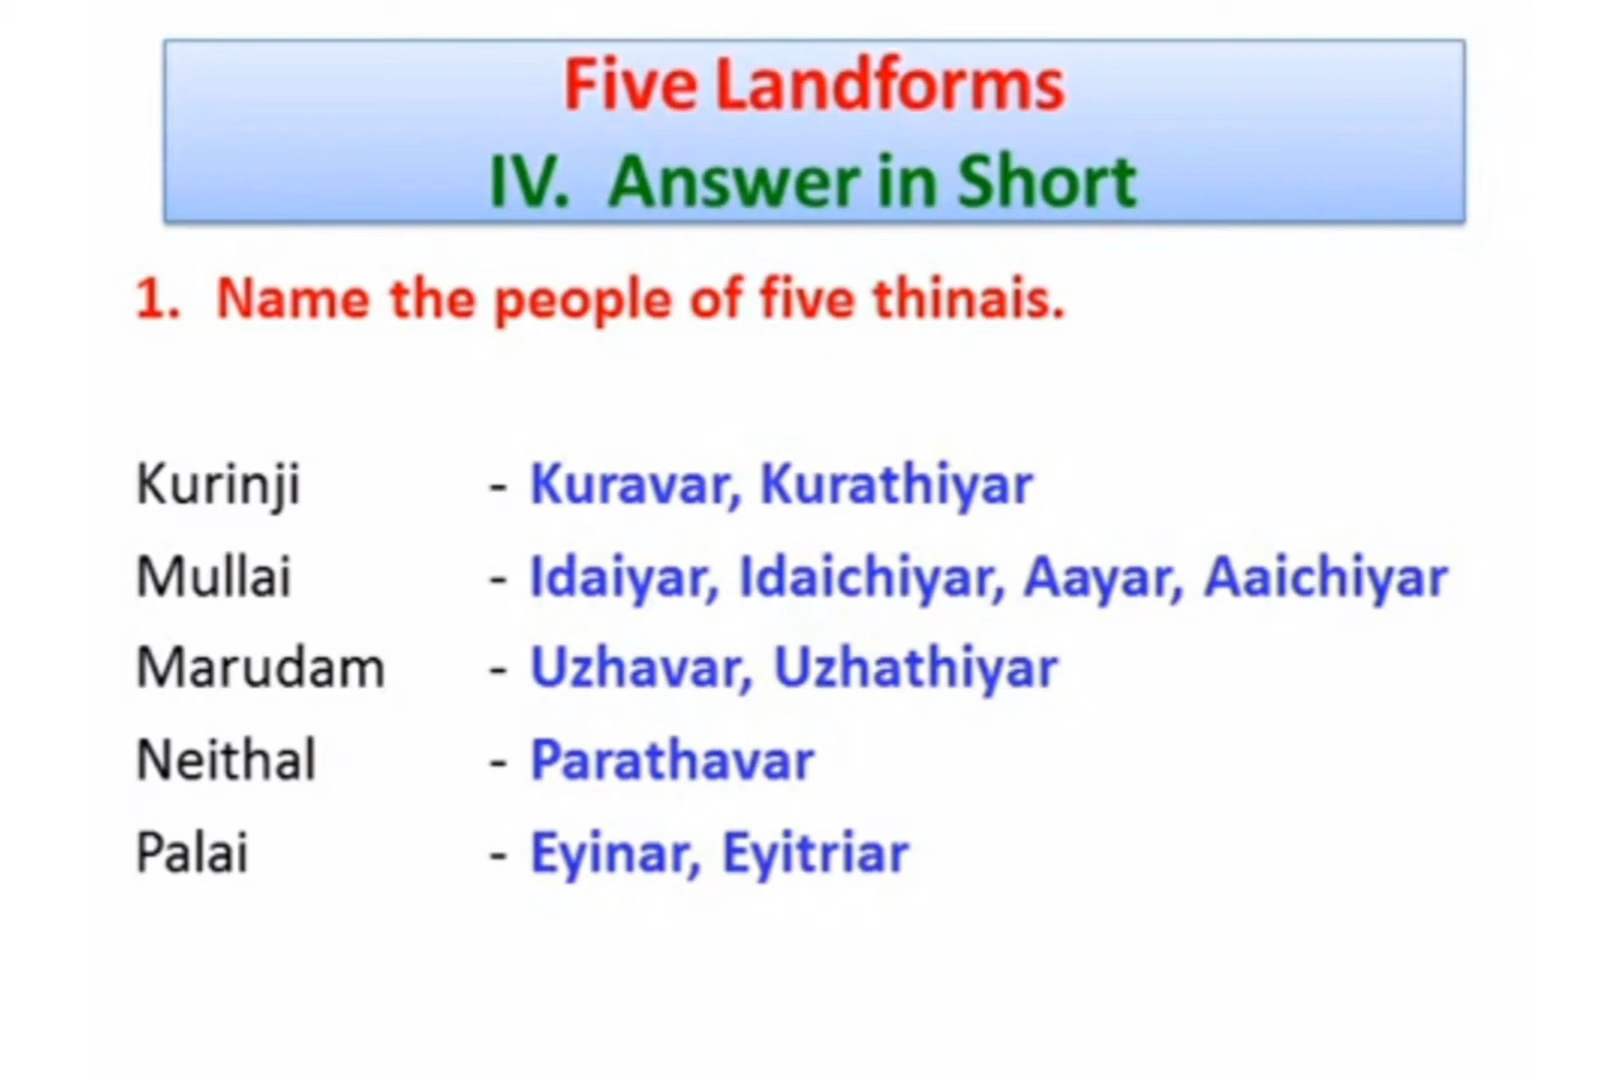 Five Landforms
IV. Answer in Short
1. Name the people of five thinais.
Kurinji - Kuravar, Kurathiyar
Mullai - Idaiyar, Idaichiyar, Aayar, Aaichiyar
Marudam - Uzhavar, Uzhathiyar
Neithal - Parathavar
Palai - Eyinar, Eyitriar